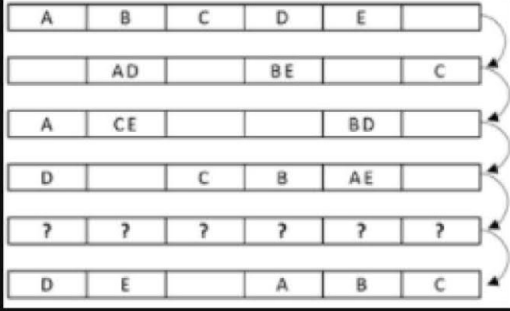 A B C D E
AD BE C
A CE BD
D C B AE
? ? ? ? ? ?
D E A B C